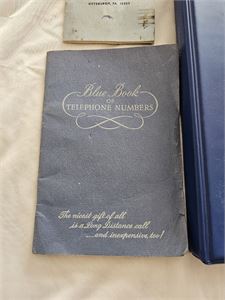 PITTSBURGH, PA. 15222
Blue Book
OF
TELEPHONE NUMBERS
The nicest gift of all
is a Long Distance call
....and inexpensive, too!